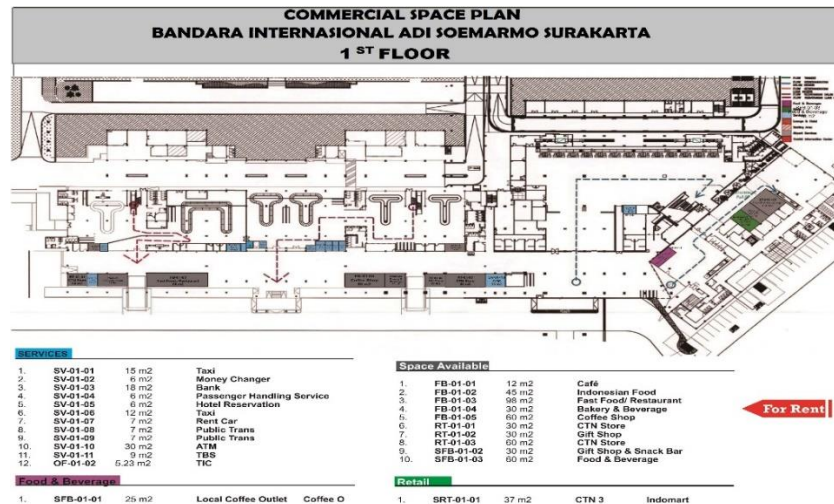 COMMERCIAL SPACE PLAN
BANDARA INTERNASIONAL ADI SOEMARMO SURAKARTA
1 ST FLOOR
SERVICES
1. SV-01-01 15 m2 Taxi
2. SV-01-02 6 m2 Money Changer
3. SV-01-03 18 m2 Bank
4. SV-01-04 6 m2 Passenger Handling Service
5. SV-01-05 6 m2 Hotel Reservation
6. SV-01-06 12 m2 Taxi
7. SV-01-07 7 m2 Rent Car
8. SV-01-08 7 m2 Public Trans
9. SV-01-09 7 m2 Public Trans
10. SV-01-10 30 m2 ATM
11. SV-01-11 9 m2 TBS
12. OF-01-02 5.23 m2 TIC
Food & Beverage
1. SFB-01-01 25 m2 Local Coffee Outlet Coffee O
Space Available
1. FB-01-01 12 m2 Café
2. FB-01-02 45 m2 Indonesian Food
3. FB-01-03 98 m2 Fast Food/ Restaurant
4. FB-01-04 30 m2 Bakery & Beverage
5. FB-01-05 60 m2 Coffee Shop
6. RT-01-01 30 m2 CTN Store
7. RT-01-02 30 m2 Gift Shop
8. RT-01-03 60 m2 CTN Store
9. SFB-01-02 30 m2 Gift Shop & Snack Bar
10. SFB-01-03 60 m2 Food & Beverage
For Rent
Retail
1. SRT-01-01 37 m2 CTN 3 Indomart